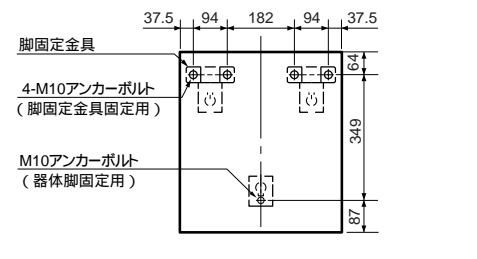 37.5 94 182 94 37.5
脚固定金具
64
4-M10アンカーボルト
(脚固定金具固定用)
349
M10アンカーボルト
(器体脚固定用)
87